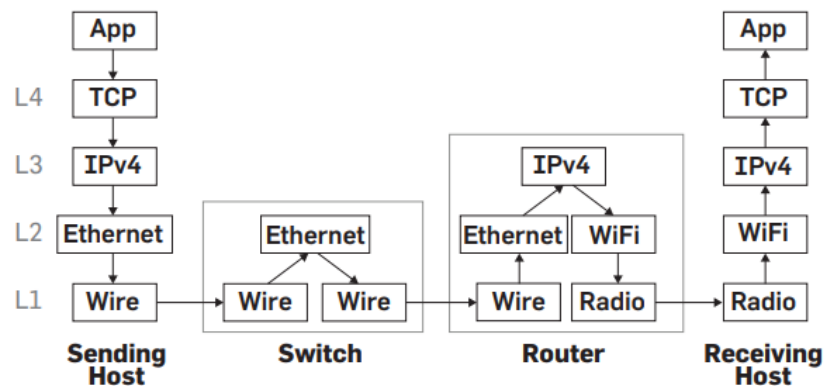 App
App
L4
TCP
TCP
L3
IPv4
IPv4
IPv4
L2
Ethernet
Ethernet
Ethernet
WiFi
WiFi
L1
Wire
Wire
Wire
Wire
Radio
Radio
Sending
Host
Switch
Router
Receiving
Host